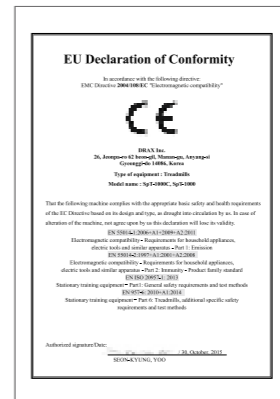 EU Declaration of Conformity
In accordance with the following directive:
EMC Directive 2004/108/EC "Electromagnetic compatibility"
CE
DRAX Inc.
26, Jeonpa-ro 62 beon-gil, Manan-gu, Anyang-si
Gyeonggi-do 14086, Korea
Type of equipment : Treadmills
Model name : SpT-1000C, SpT-1000
That the following machine complies with the appropriate basic safety and health requirements
of the EC Directive based on its design and type, as drought into circulation by us. In case of
alteration of the machine, not agree upon by us this declaration will lose its validity.
EN 55014-1:2006+A1:2009+A2:2011
Electromagnetic compatibility - Requirements for household appliances,
electric tools and similar apparatus - Part 1: Emission
EN 55014-2:1997+A1:2001+A2:2008
Electromagnetic compatibility - Requirements for household appliances,
electric tools and similar apparatus - Part 2: Immunity - Product family standard
EN ISO 20957-1: 2013
Stationary training equipment - Part1: General safety requirements and test methods
EN 957-6: 2010+A1:2014
Stationary training equipment - Part 6: Treadmills, additional specific safety
requirements and test methods
Authorized signature/Date: / 30, October, 2015
SEON-KYUNG, YOO